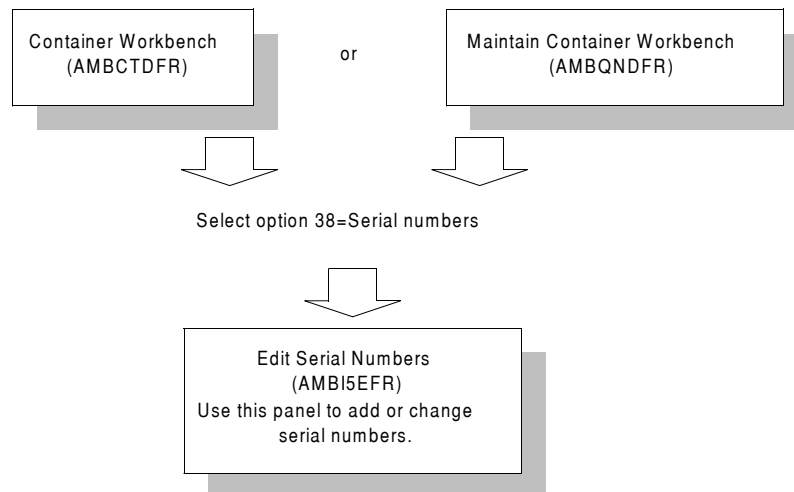 Container Workbench
(AMBCTDFR)
or
Maintain Container Workbench
(AMBQNDFR)
Select option 38=Serial numbers
Edit Serial Numbers
(AMBI5EFR)
Use this panel to add or change
serial numbers.